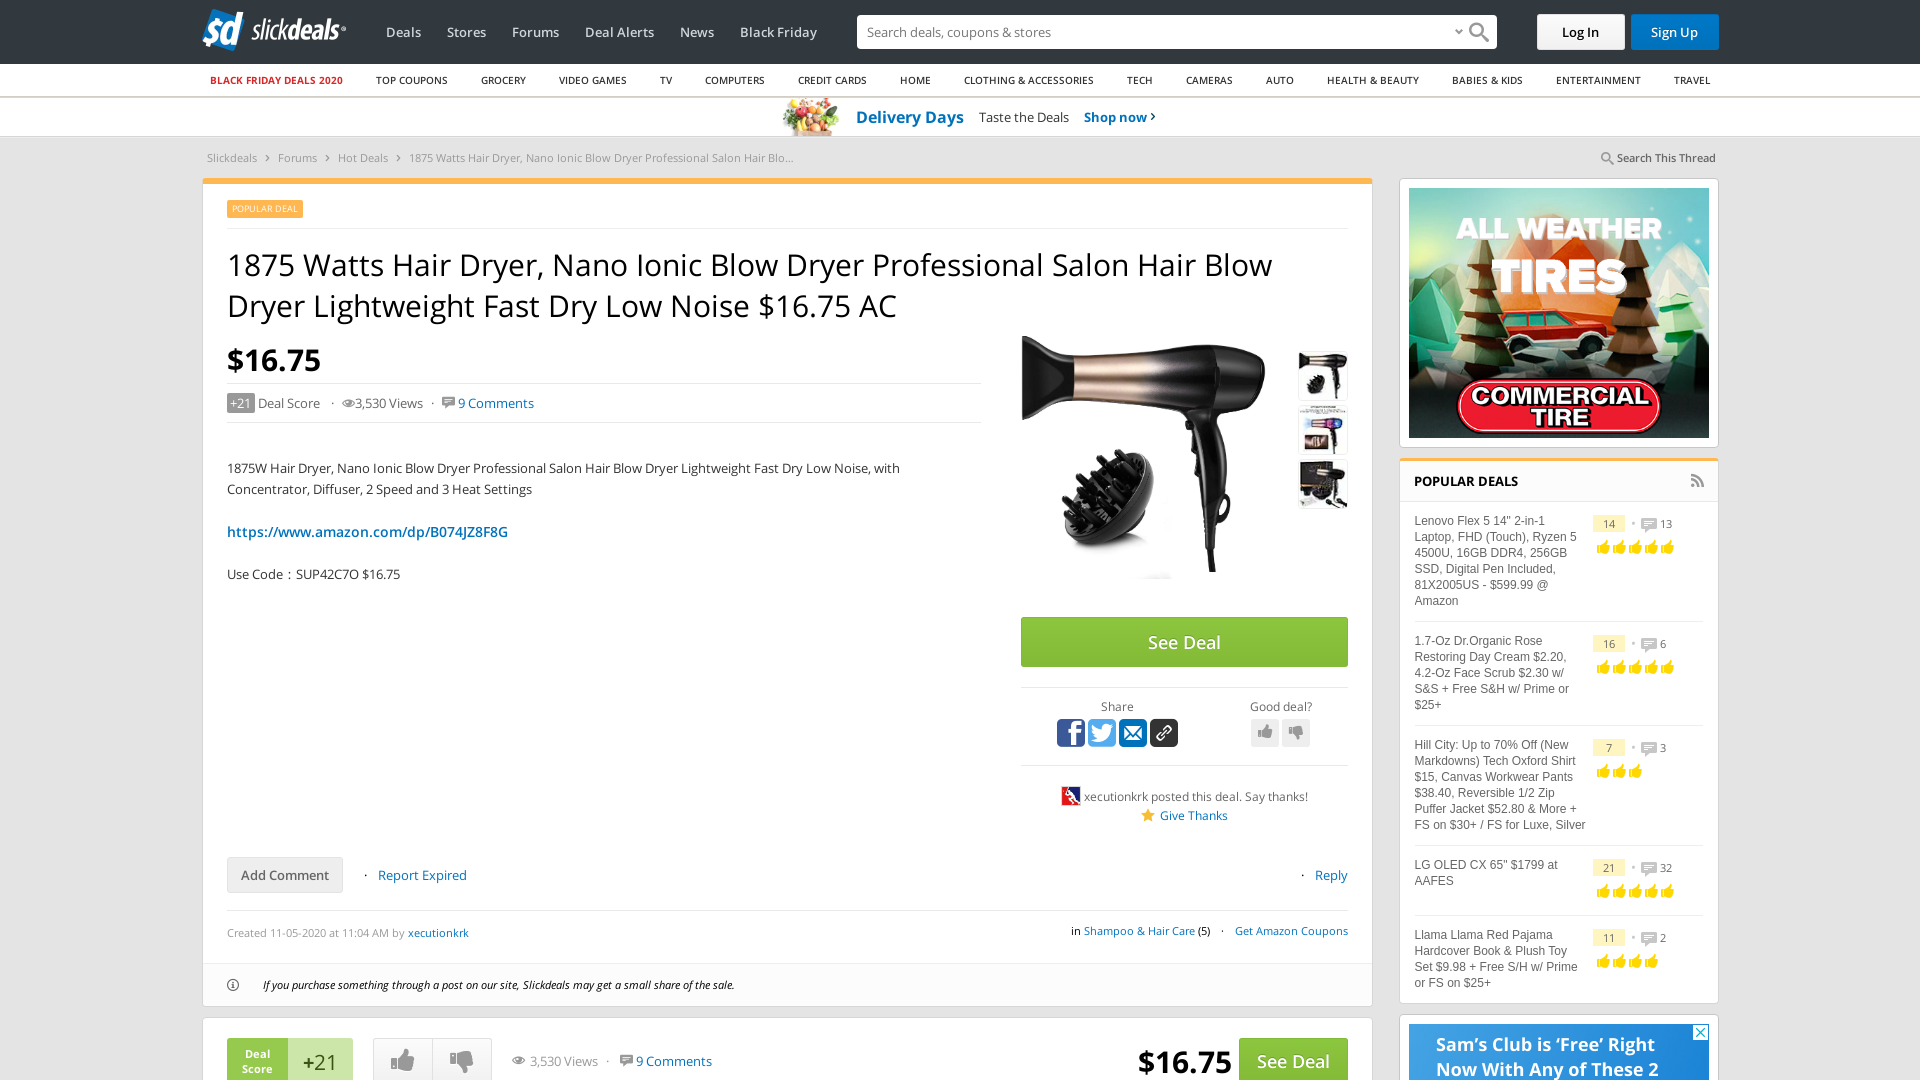 slickdeals
Deals
Stores
Forums
Deal Alerts
News
Black Friday
Search deals, coupons & stores
Log In
Sign Up
BLACK FRIDAY DEALS 2020
TOP COUPONS
GROCERY
VIDEO GAMES
TV
COMPUTERS
CREDIT CARDS
HOME
CLOTHING & ACCESSORIES
TECH
CAMERAS
AUTO
HEALTH & BEAUTY
BABIES & KIDS
ENTERTAINMENT
TRAVEL
Delivery Days Taste the Deals Shop now ›
Slickdeals › Forums › Hot Deals › 1875 Watts Hair Dryer, Nano Ionic Blow Dryer Professional Salon Hair Blo...
Search This Thread
POPULAR DEAL
1875 Watts Hair Dryer, Nano Ionic Blow Dryer Professional Salon Hair Blow
Dryer Lightweight Fast Dry Low Noise $16.75 AC
$16.75
+21 Deal Score · 3,530 Views · 9 Comments
1875W Hair Dryer, Nano Ionic Blow Dryer Professional Salon Hair Blow Dryer Lightweight Fast Dry Low Noise, with
Concentrator, Diffuser, 2 Speed and 3 Heat Settings
https://www.amazon.com/dp/B074JZ8F8G
Use Code：SUP42C7O $16.75
See Deal
Share
Good deal?
xecutionkrk posted this deal. Say thanks!
Give Thanks
Add Comment · Report Expired
· Reply
Created 11-05-2020 at 11:04 AM by xecutionkrk
in Shampoo & Hair Care (5) · Get Amazon Coupons
If you purchase something through a post on our site, Slickdeals may get a small share of the sale.
Deal
Score
+21
3,530 Views · 9 Comments
$16.75
See Deal
ALL WEATHER
TIRES
COMMERCIAL
TIRE
POPULAR DEALS
Lenovo Flex 5 14" 2-in-1
Laptop, FHD (Touch), Ryzen 5
4500U, 16GB DDR4, 256GB
SSD, Digital Pen Included,
81X2005US - $599.99 @
Amazon
14 • 13
1.7-Oz Dr.Organic Rose
Restoring Day Cream $2.20,
4.2-Oz Face Scrub $2.30 w/
S&S + Free S&H w/ Prime or
$25+
16 • 6
Hill City: Up to 70% Off (New
Markdowns) Tech Oxford Shirt
$15, Canvas Workwear Pants
$38.40, Reversible 1/2 Zip
Puffer Jacket $52.80 & More +
FS on $30+ / FS for Luxe, Silver
7 • 3
LG OLED CX 65" $1799 at
AAFES
21 • 32
Llama Llama Red Pajama
Hardcover Book & Plush Toy
Set $9.98 + Free S/H w/ Prime
or FS on $25+
11 • 2
Sam's Club is ‘Free’ Right
Now With Any of These 2